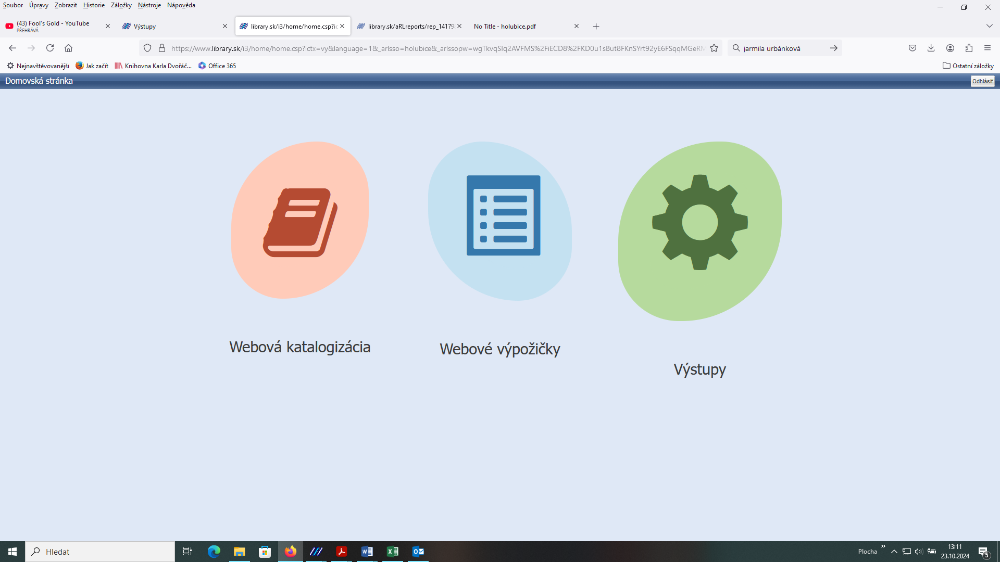 Soubor Úpravy Zobrazit Historie Záložky Nástroje Nápověda
(43) Fool's Gold - YouTube
PŘEHRÁVÁ
Výstupy
library.sk/i3/home/home.csp?ic
library.sk/aRLreports/rep_14179
No Title - holubice.pdf
https://www.library.sk/i3/home/home.csp?ictx=vy&language=1&_arlsso=holubice&_arlssopw=wgTkvqSIq2AVFMS%2FiECD8%2FKD0u1sBut8FKnSYrt92yE6FSqqMGeRM
jarmila urbánková
Nejnavštěvovanější
Jak začít
Knihovna Karla Dvořáč...
Office 365
Ostatní záložky
Domovská stránka
Odhlásiť
Webová katalogizácia
Webové výpožičky
Výstupy
Hledat
Plocha
13:11
23.10.2024
5